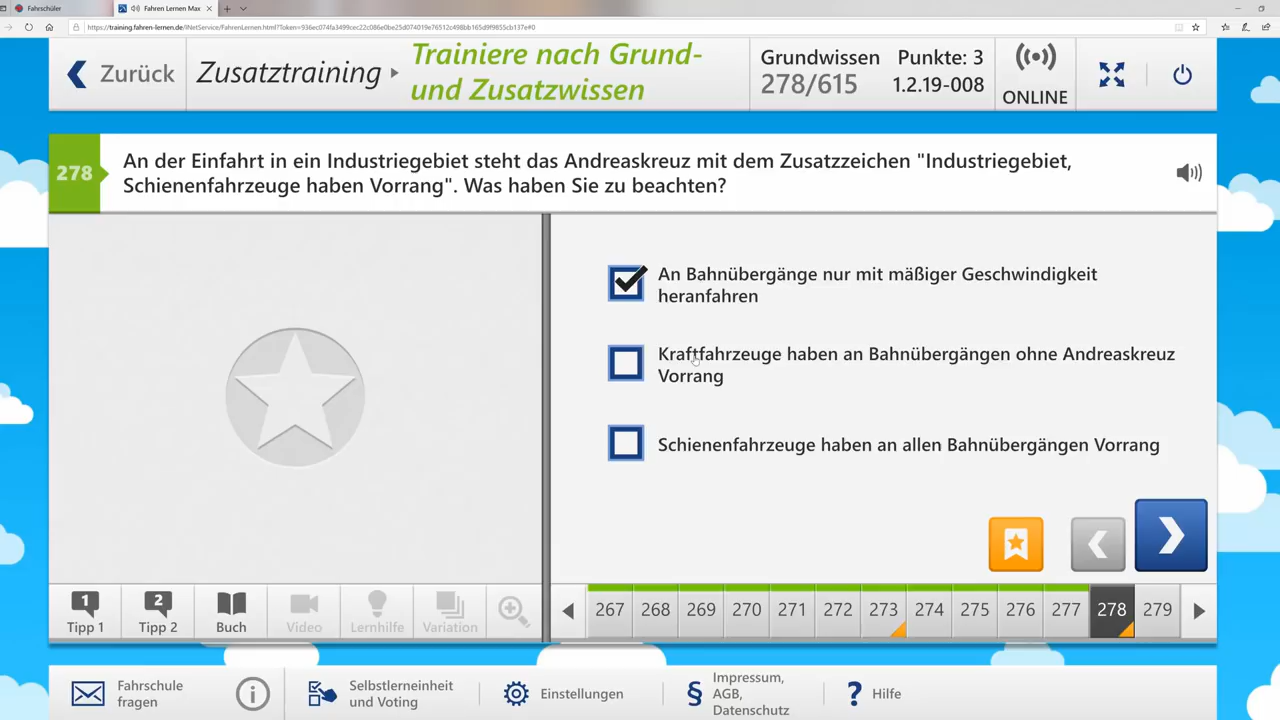 Fahrschüler
Fahren Lernen Max
https://training.fahren-lernen.de/INetService/FahrenLernen.html?Token=936ec074fa3499cec22c086e0be25d074019e76512c498bb165d9f9855cb137e#0
Zurück
Zusatztraining
Trainiere nach Grund-
und Zusatzwissen
Grundwissen
278/615
Punkte: 3
1.2.19-008
ONLINE
278
An der Einfahrt in ein Industriegebiet steht das Andreaskreuz mit dem Zusatzzeichen "Industriegebiet,
Schienenfahrzeuge haben Vorrang". Was haben Sie zu beachten?
An Bahnübergänge nur mit mäßiger Geschwindigkeit
heranfahren
Kraftfahrzeuge haben an Bahnübergängen ohne Andreaskreuz
Vorrang
Schienenfahrzeuge haben an allen Bahnübergängen Vorrang
1
Tipp 1
2
Tipp 2
Buch
Video
Lernhilfe
Variation
267 268 269 270 271 272 273 274 275 276 277 278 279
Fahrschule
fragen
Selbstlerneinheit
und Voting
Einstellungen
§
Impressum,
AGB,
Datenschutz
?
Hilfe